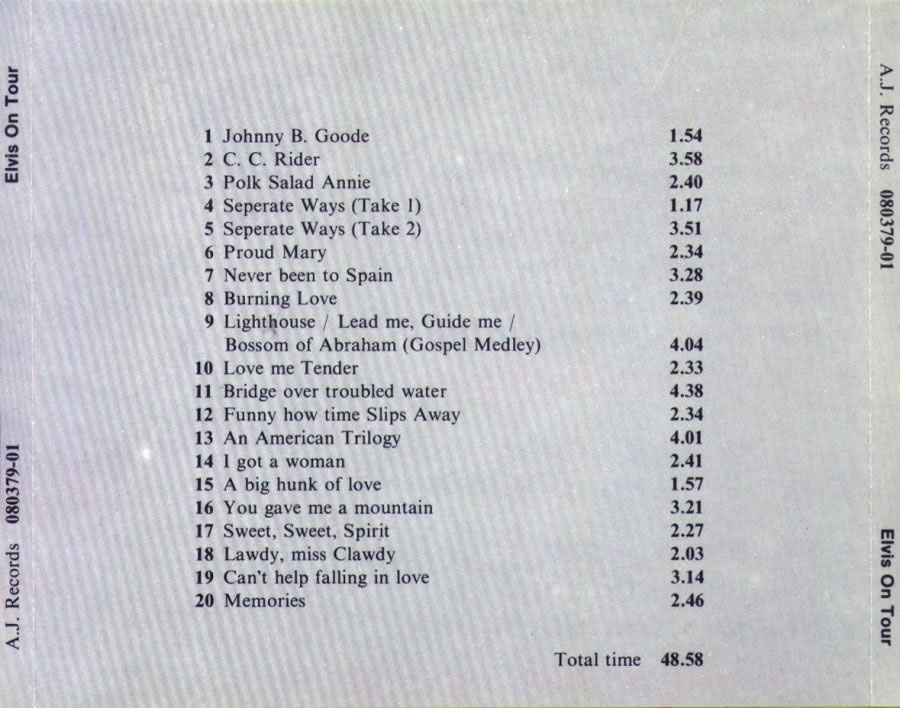 Elvis On Tour
A.J. Records 080379-01
1 Johnny B. Goode 1.54
2 C. C. Rider 3.58
3 Polk Salad Annie 2.40
4 Seperate Ways (Take 1) 1.17
5 Seperate Ways (Take 2) 3.51
6 Proud Mary 2.34
7 Never been to Spain 3.28
8 Burning Love 2.39
9 Lighthouse / Lead me, Guide me /
Bossom of Abraham (Gospel Medley) 4.04
10 Love me Tender 2.33
11 Bridge over troubled water 4.38
12 Funny how time Slips Away 2.34
13 An American Trilogy 4.01
14 I got a woman 2.41
15 A big hunk of love 1.57
16 You gave me a mountain 3.21
17 Sweet, Sweet, Spirit 2.27
18 Lawdy, miss Clawdy 2.03
19 Can't help falling in love 3.14
20 Memories 2.46
Total time 48.58
A.J. Records 080379-01
Elvis On Tour